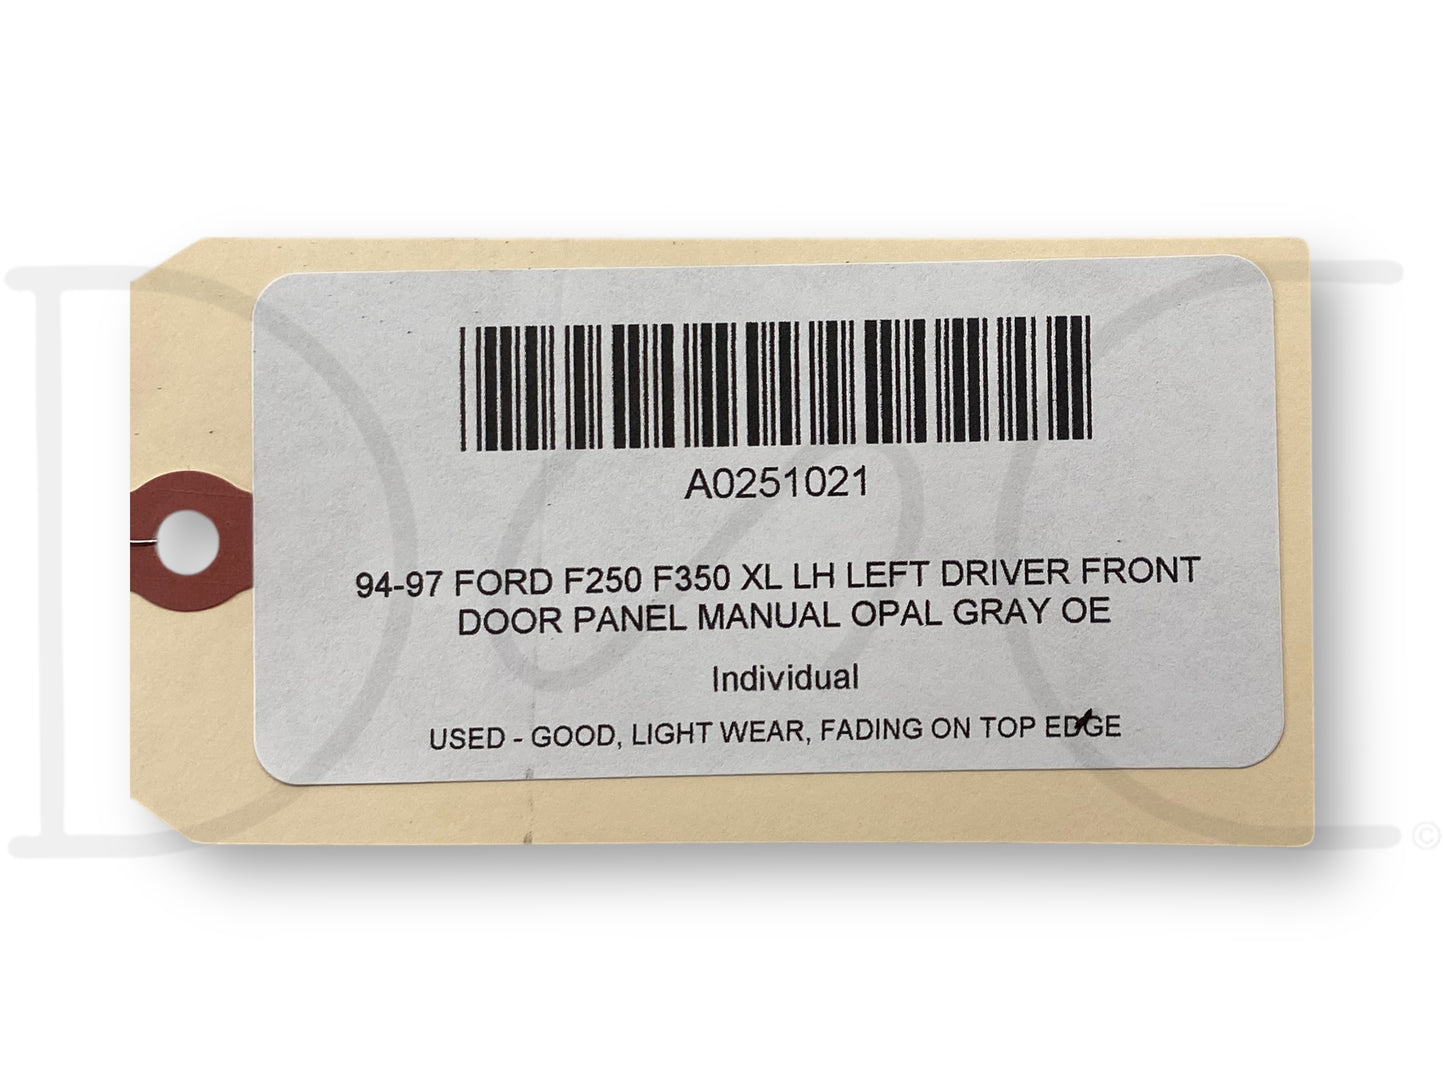 A0251021
94-97 FORD F250 F350 XL LH LEFT DRIVER FRONT
DOOR PANEL MANUAL OPAL GRAY OE
Individual
USED - GOOD, LIGHT WEAR, FADING ON TOP EDGE
©